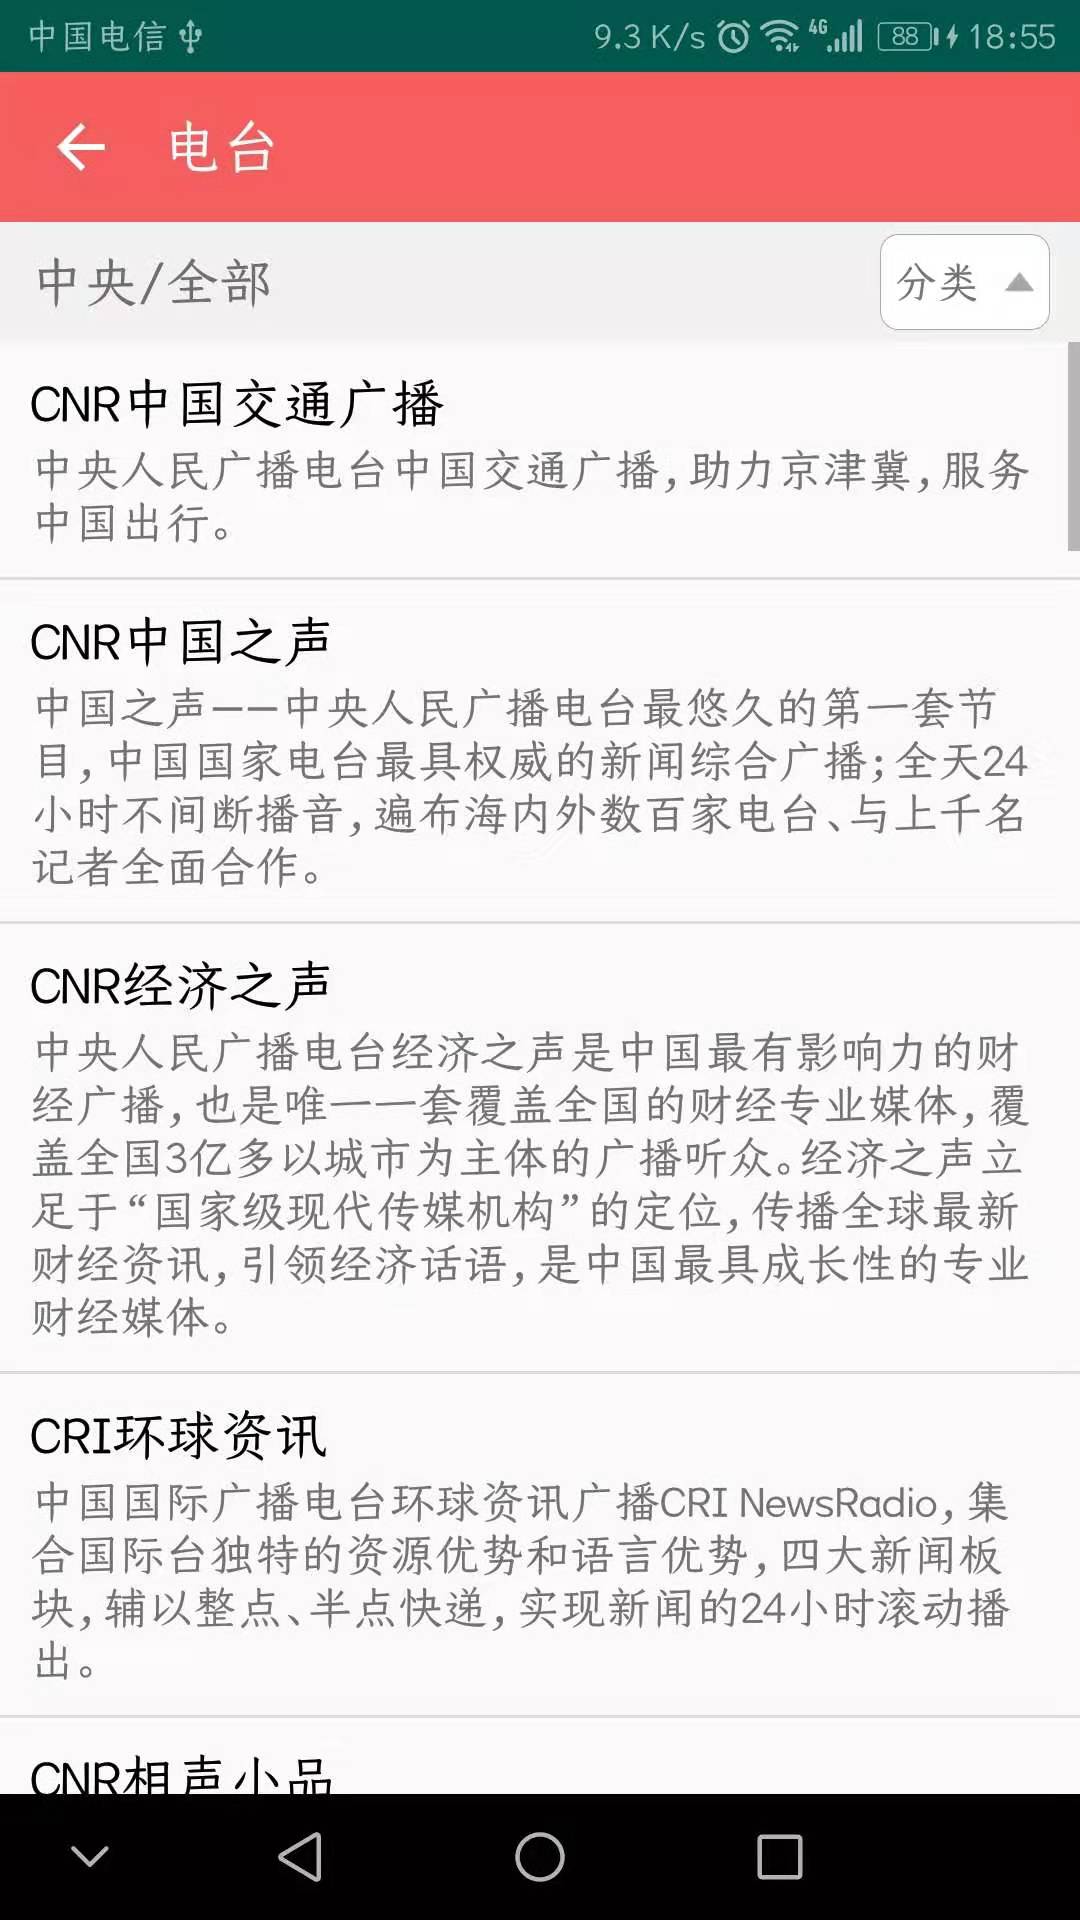 中国电信 9.3 K/s 4G 88 18:55
电台
中央/全部 分类
CNR中国交通广播
中央人民广播电台中国交通广播,助力京津冀,服务
中国出行。
CNR中国之声
中国之声——中央人民广播电台最悠久的第一套节
目,中国国家电台最具权威的新闻综合广播;全天24
小时不间断播音,遍布海内外数百家电台、与上千名
记者全面合作。
CNR经济之声
中央人民广播电台经济之声是中国最有影响力的财
经广播,也是唯一一套覆盖全国的财经专业媒体,覆
盖全国3亿多以城市为主体的广播听众。经济之声立
足于“国家级现代传媒机构”的定位,传播全球最新
财经资讯,引领经济话语,是中国最具成长性的专业
财经媒体。
CRI环球资讯
中国国际广播电台环球资讯广播CRI NewsRadio,集
合国际台独特的资源优势和语言优势,四大新闻板
块,辅以整点、半点快递,实现新闻的24小时滚动播
出。
CNR相声小品